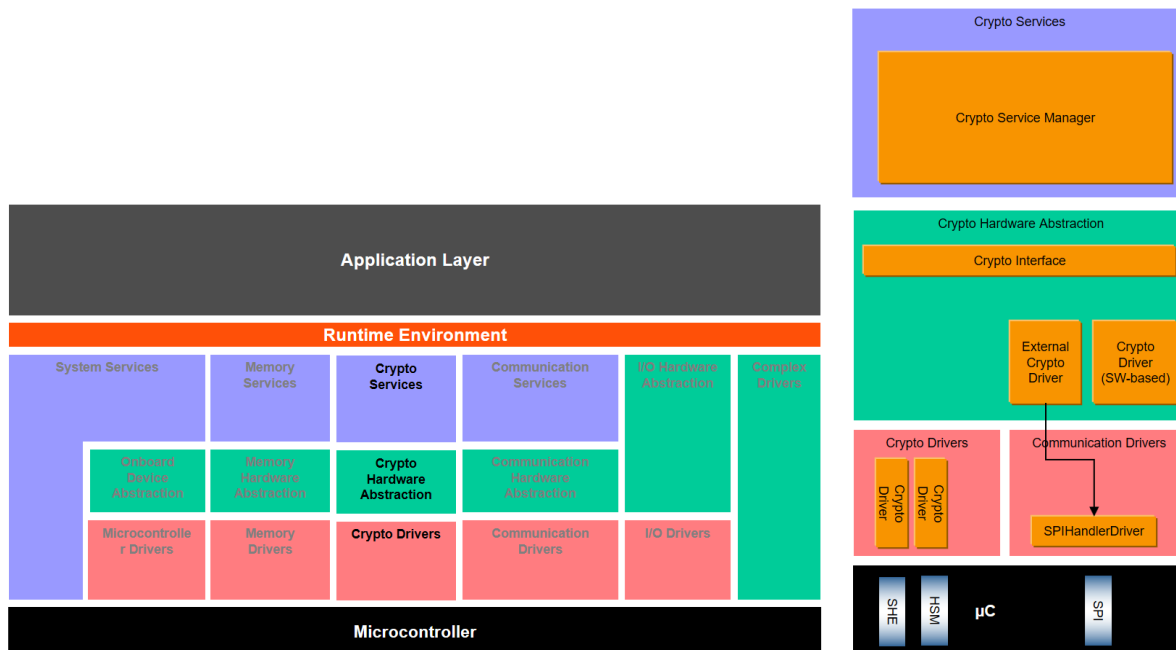 Application Layer
Runtime Environment
System Services
Memory
Services
Crypto
Services
Communication
Services
I/O Hardware
Abstraction
Complex
Drivers
Onboard
Device
Abstraction
Memory
Hardware
Abstraction
Crypto
Hardware
Abstraction
Communication
Hardware
Abstraction
Microcontrolle
r Drivers
Memory
Drivers
Crypto Drivers
Communication
Drivers
I/O Drivers
Microcontroller
Crypto Services
Crypto Service Manager
Crypto Hardware Abstraction
Crypto Interface
External
Crypto
Driver
Crypto
Driver
(SW-based)
Crypto Drivers
Crypto
Driver
Crypto
Driver
Communication Drivers
SPIHandlerDriver
SHE
HSM
µC
SPI